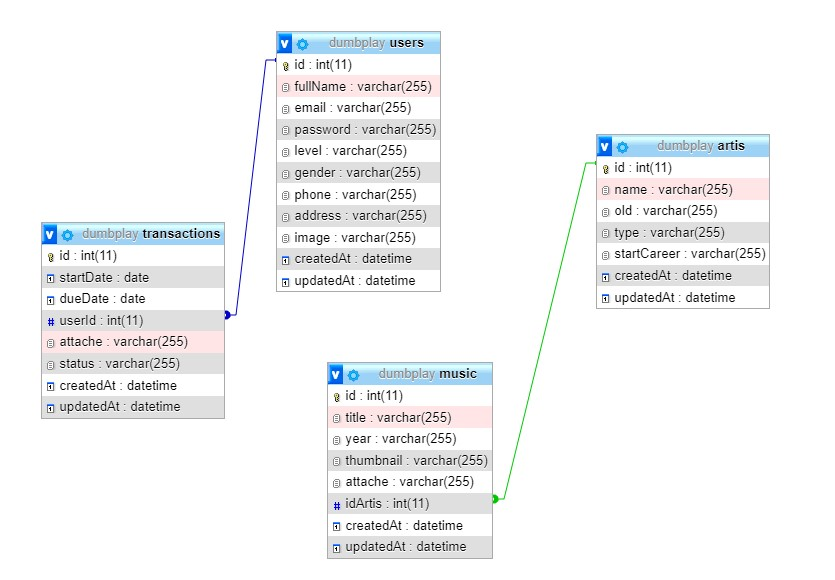 v dumbplay users
id : int(11)
fullName : varchar(255)
email : varchar(255)
password : varchar(255)
level : varchar(255)
gender : varchar(255)
phone : varchar(255)
address : varchar(255)
image : varchar(255)
createdAt : datetime
updatedAt : datetime
v dumbplay artis
id : int(11)
name : varchar(255)
old : varchar(255)
type : varchar(255)
startCareer : varchar(255)
createdAt : datetime
updatedAt : datetime
v dumbplay transactions
id : int(11)
startDate : date
dueDate : date
# userId : int(11)
attache : varchar(255)
status : varchar(255)
createdAt : datetime
updatedAt : datetime
v dumbplay music
id : int(11)
title : varchar(255)
year : varchar(255)
thumbnail : varchar(255)
attache : varchar(255)
# idArtis : int(11)
createdAt : datetime
updatedAt : datetime